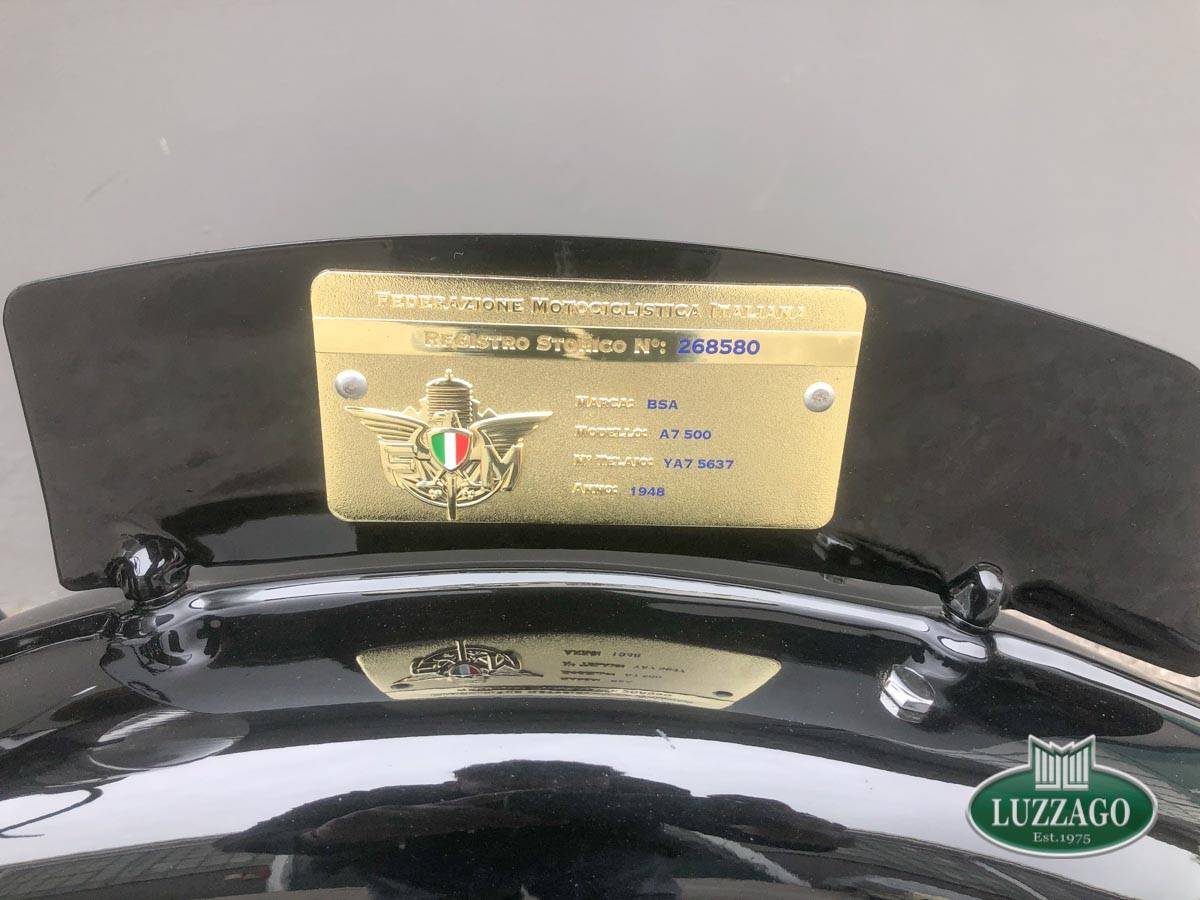 FEDERAZIONE MOTOCICLISTICA ITALIANA
REGISTRO STORICO N°: 268580
MARCA: BSA
MODELLO: A7 500
N° TELAIO: YA7 5637
ANNO: 1948
FMI
LUZZAGO
Est.1975